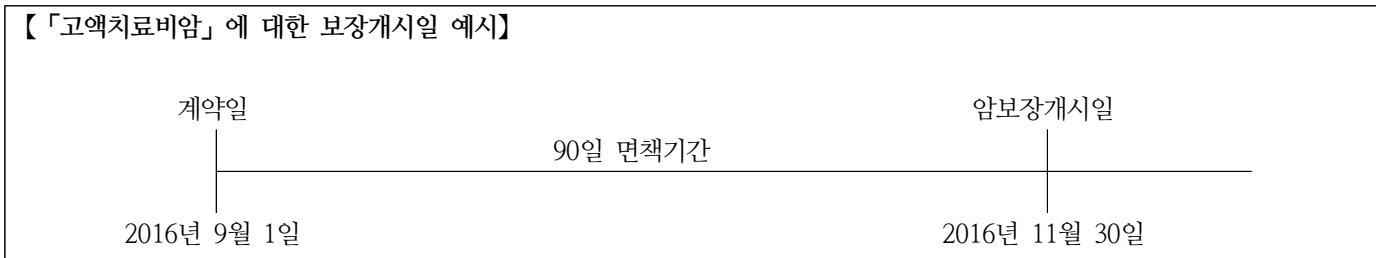 【「고액치료비암」에 대한 보장개시일 예시】
계약일 암보장개시일
90일 면책기간
2016년 9월 1일 2016년 11월 30일